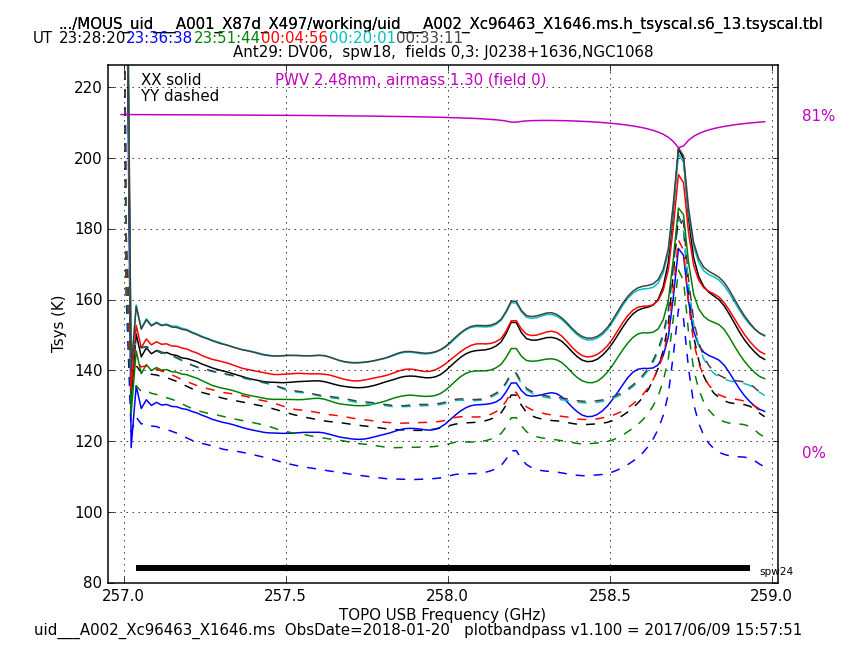 .../MOUS_uid___A001_X87d_X497/working/uid___A002_Xc96463_X1646.ms.h_tsyscal.s6_13.tsyscal.tbl
UT 23:28:20 23:36:38 23:51:44 00:04:56 00:20:01 00:33:11
Ant29: DV06, spw18, fields 0,3: J0238+1636,NGC1068
XX solid
PWV 2.48mm, airmass 1.30 (field 0)
YY dashed
81%
0%
220
200
180
160
140
120
100
80
Tsys (K)
spw24
257.0 257.5 258.0 258.5 259.0
TOPO USB Frequency (GHz)
uid___A002_Xc96463_X1646.ms ObsDate=2018-01-20 plotbandpass v1.100 = 2017/06/09 15:57:51